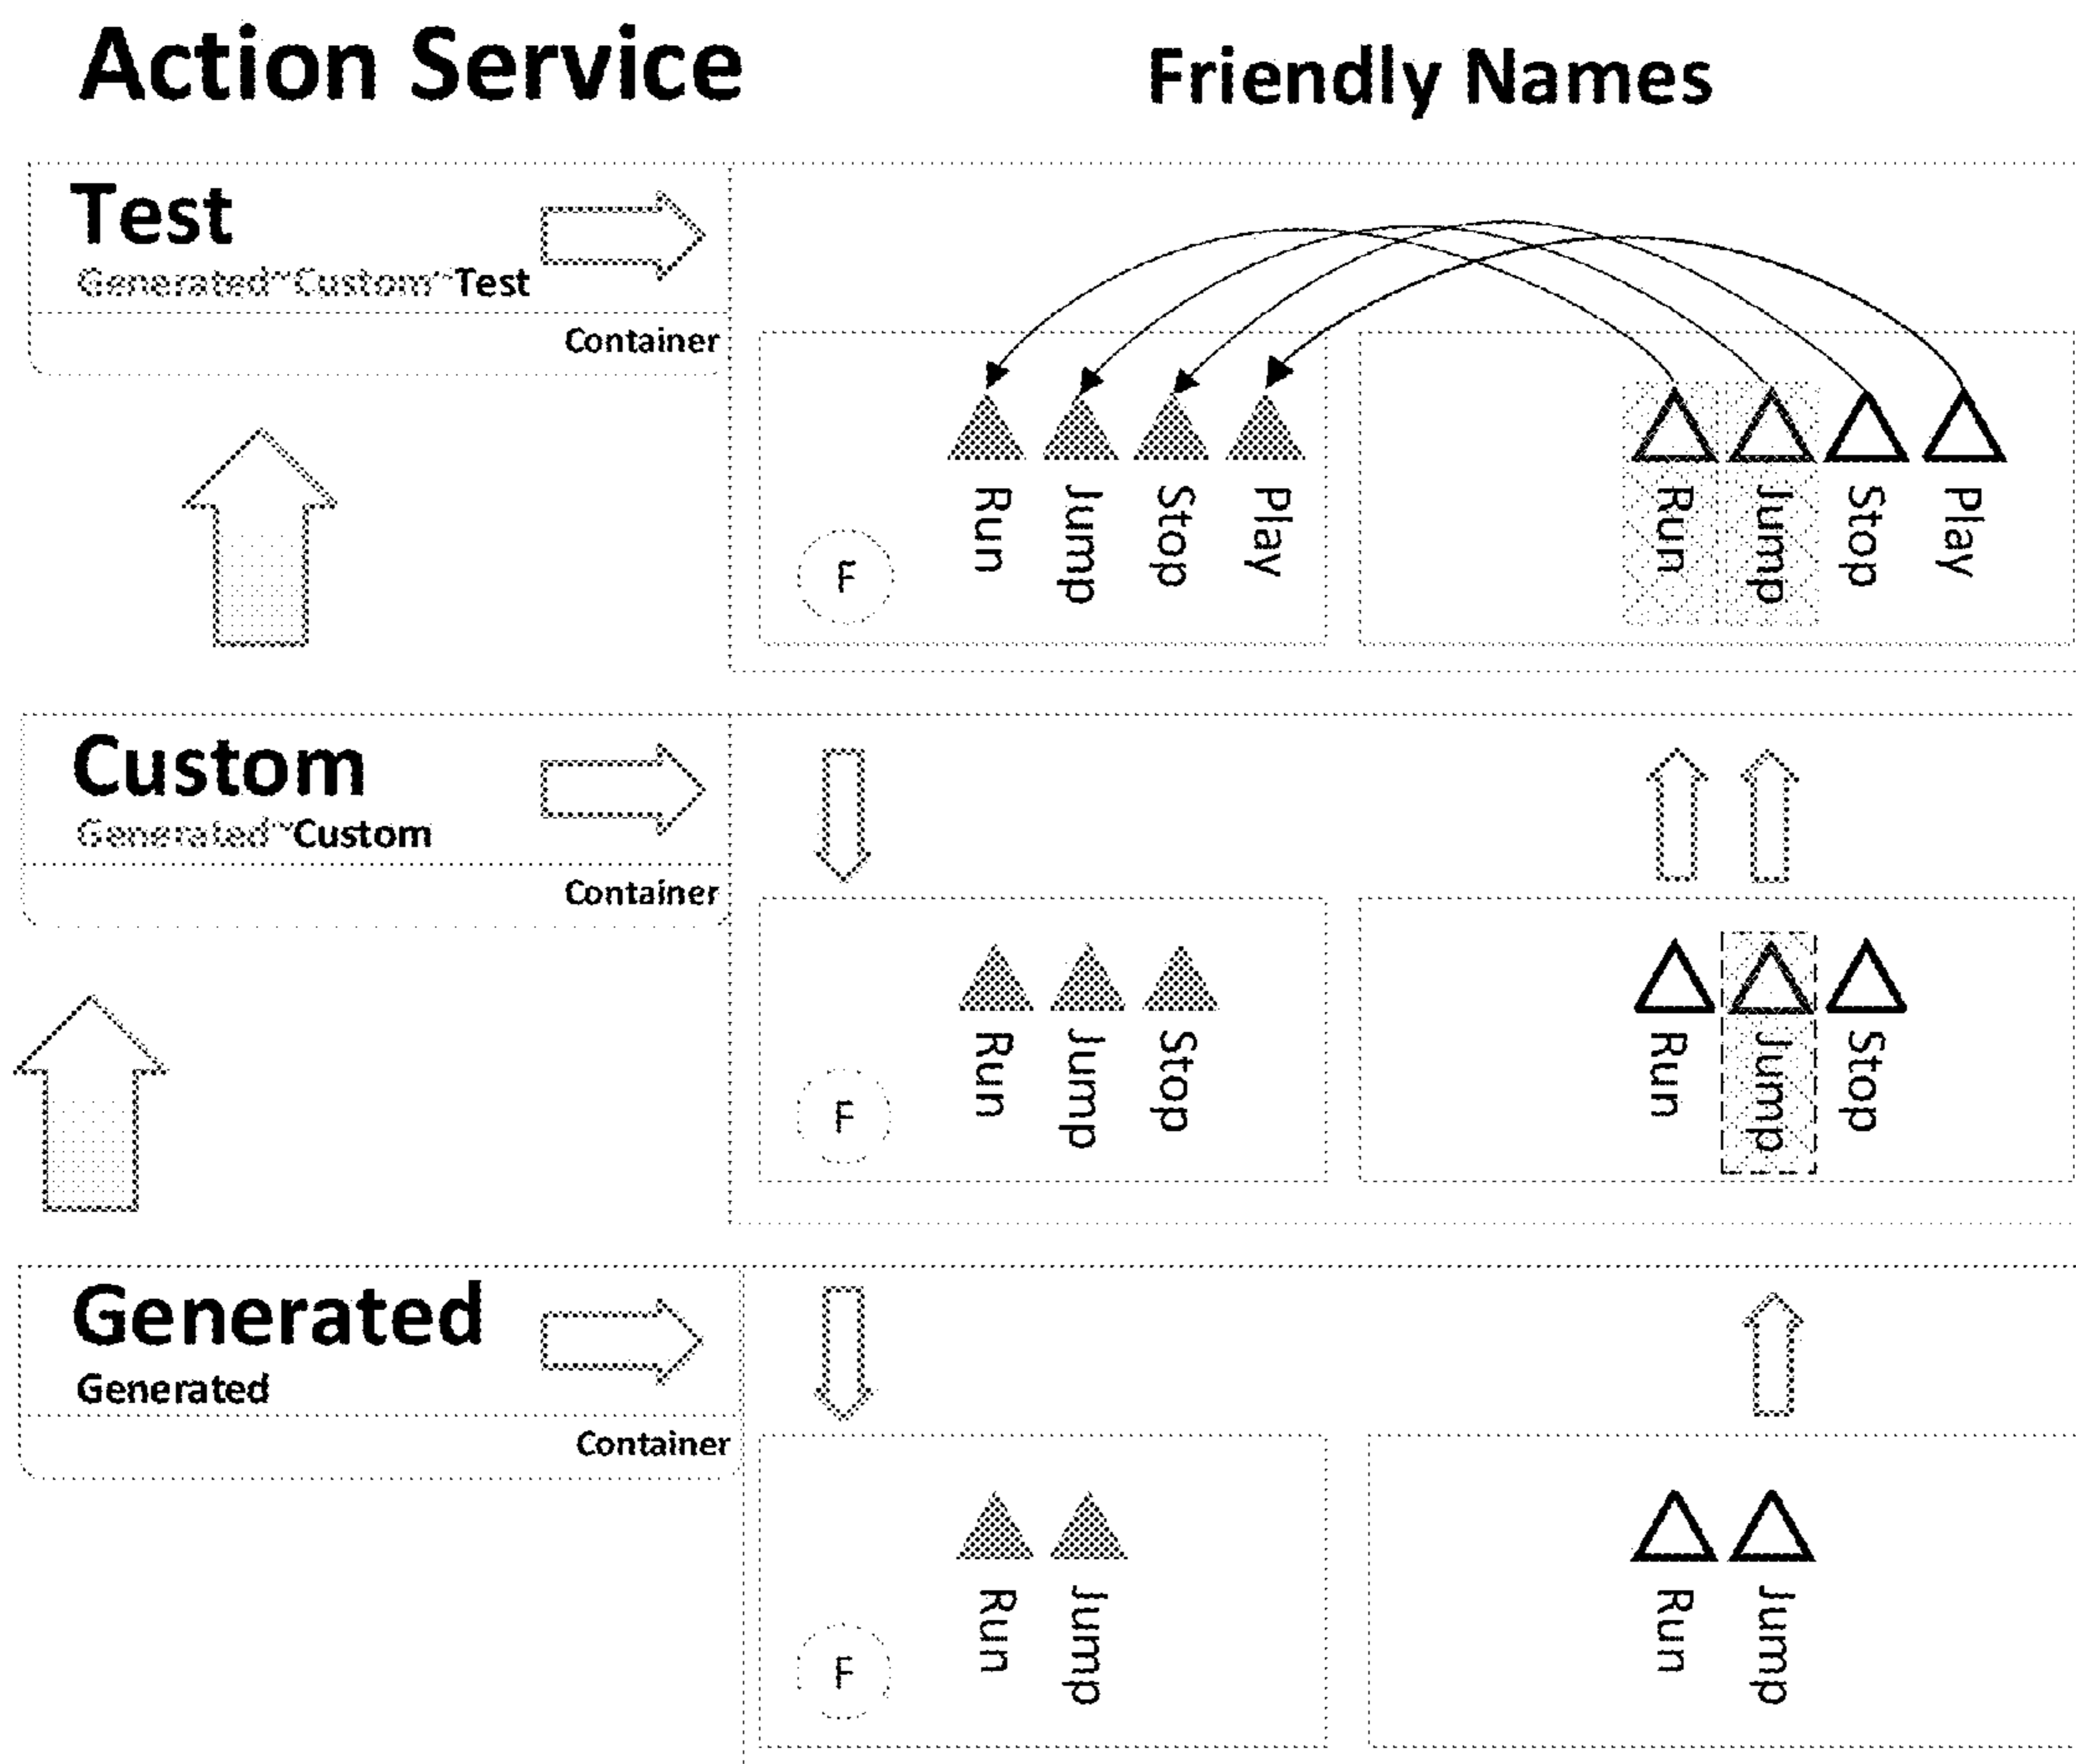 Action Service
Friendly Names
Test
Generated~Custom~Test
Container
F
Run
Jump
Stop
Play
Run
Jump
Stop
Play
Custom
Generated~Custom
Container
F
Run
Jump
Stop
Run
Jump
Stop
Generated
Generated
Container
F
Run
Jump
Run
Jump